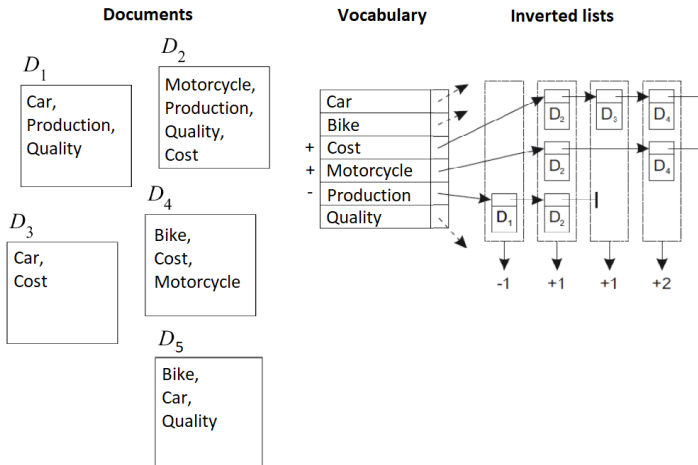 Documents
Vocabulary
Inverted lists
D1
Car,
Production,
Quality
D2
Motorcycle,
Production,
Quality,
Cost
D3
Car,
Cost
D4
Bike,
Cost,
Motorcycle
D5
Bike,
Car,
Quality
Car
Bike
+ Cost
+ Motorcycle
- Production
Quality
D2 D3 D4
D2 D4
D1 D2
-1 +1 +1 +2